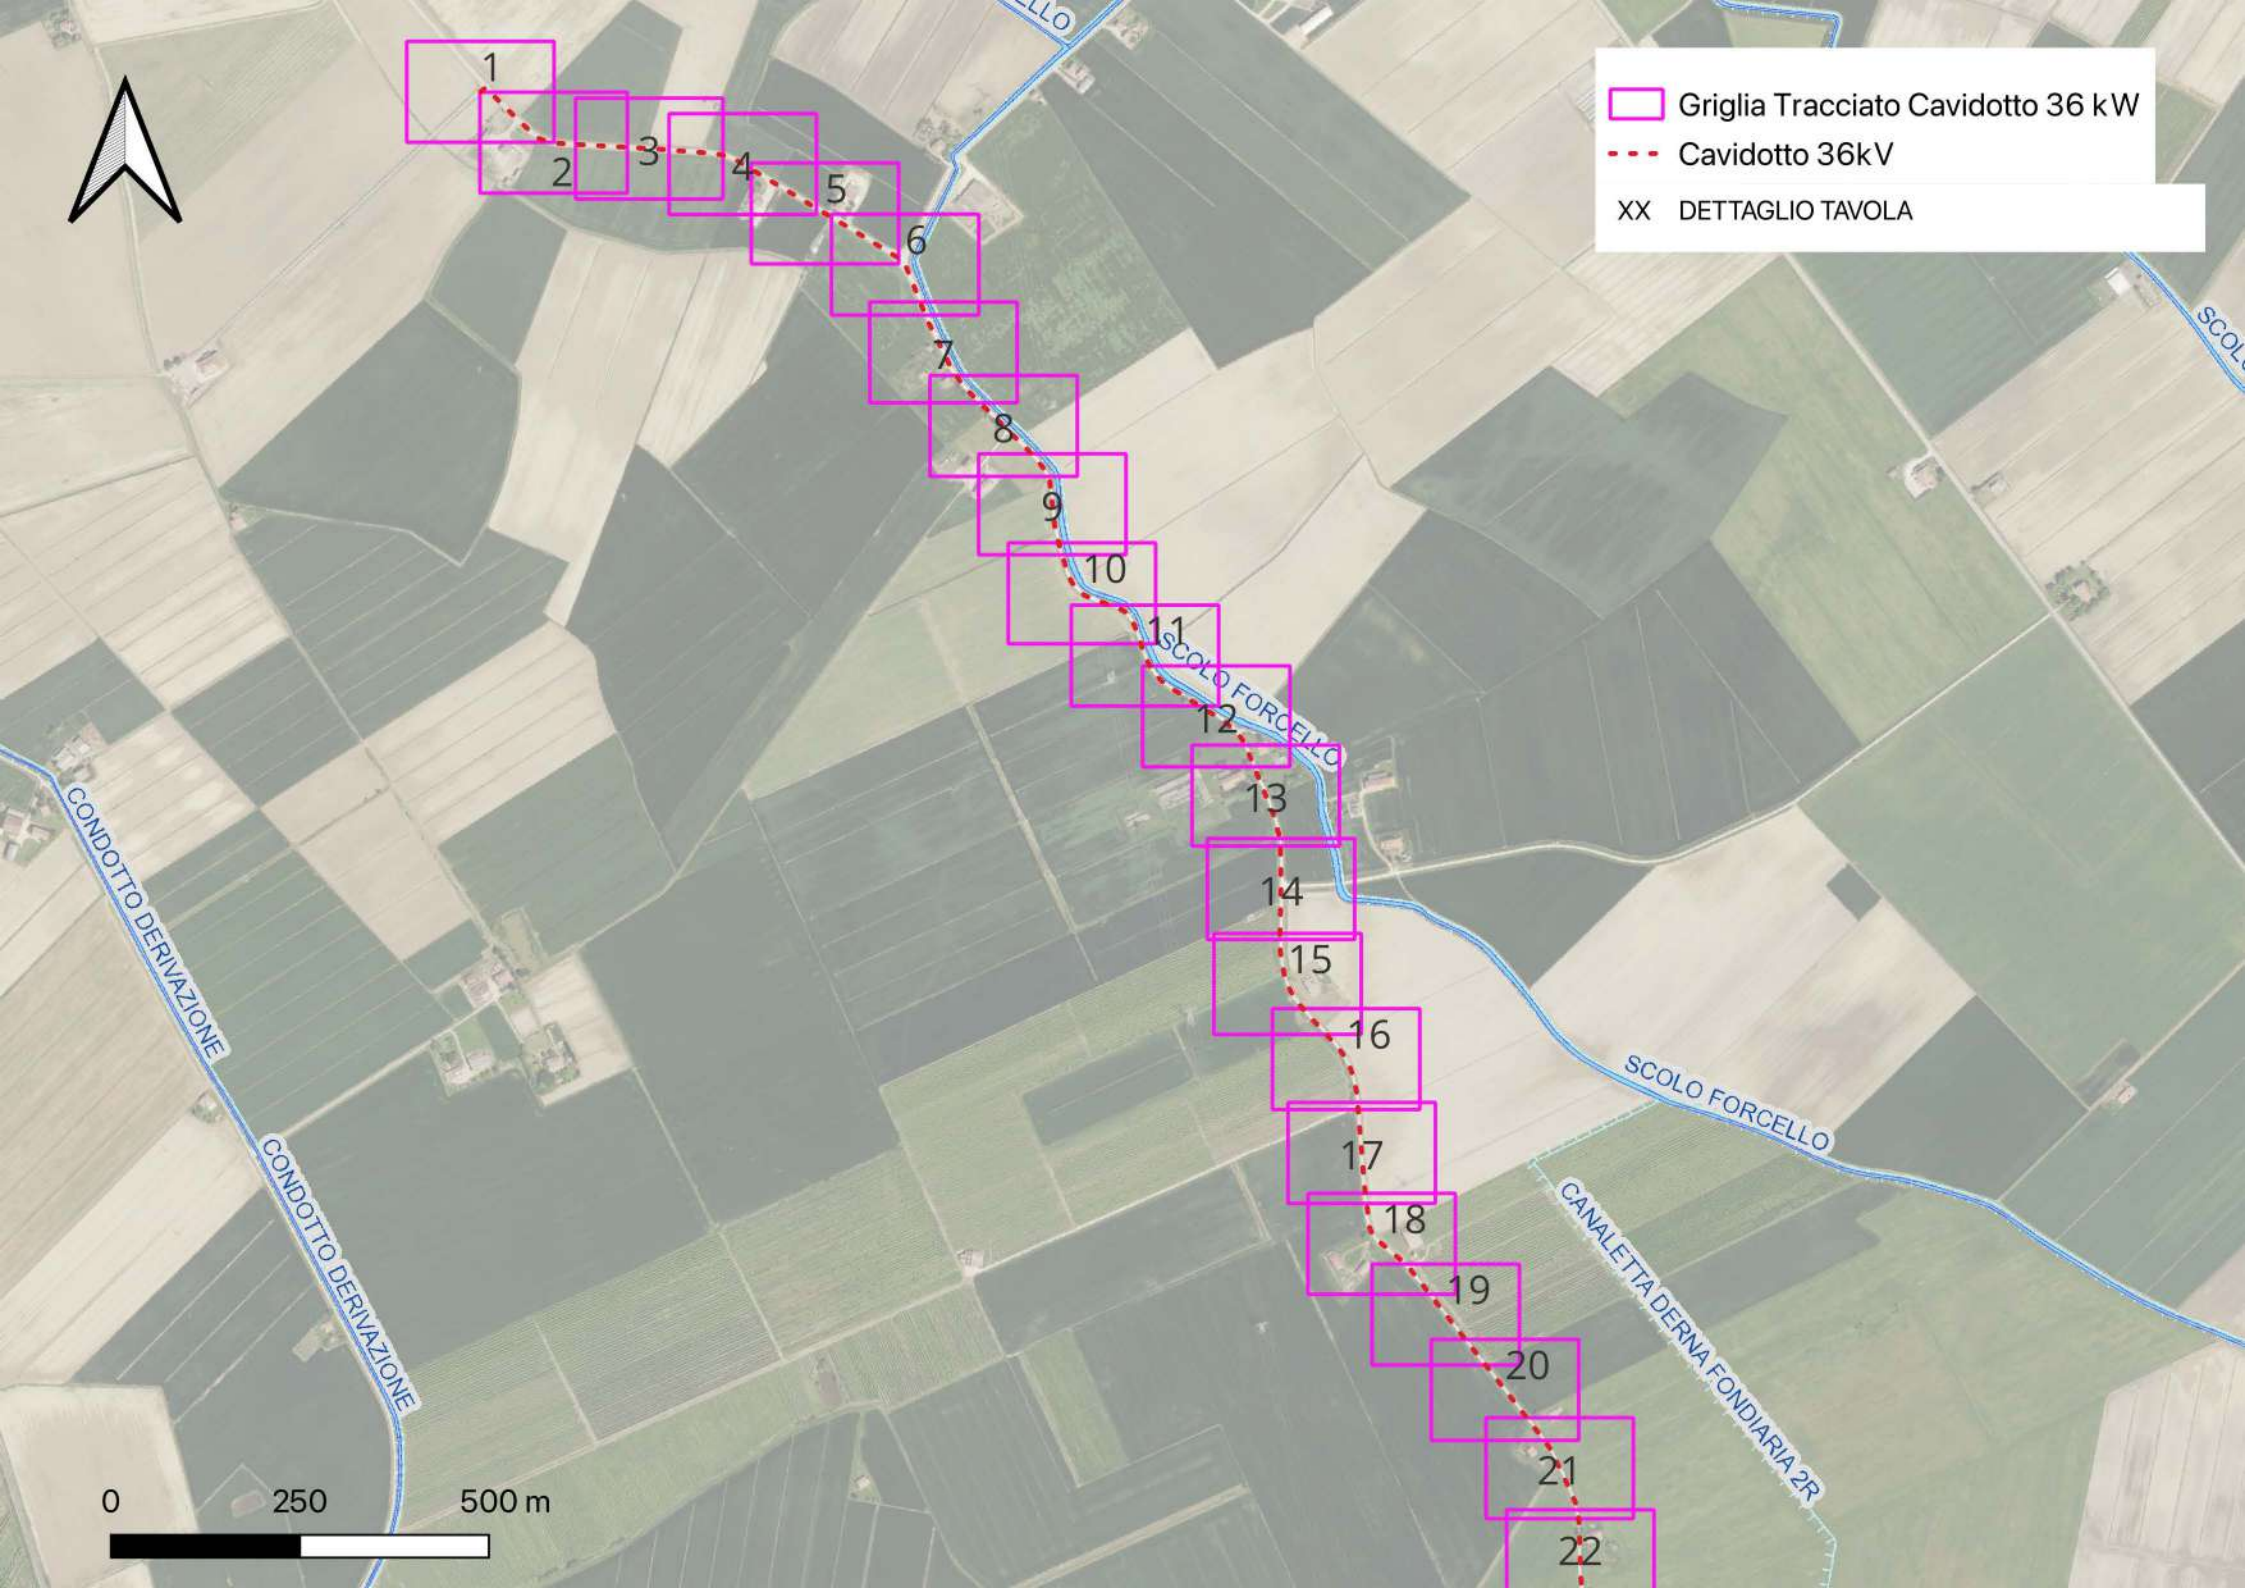 ELLO
1
2
3
4
5
6
7
8
9
10
11
SCOLO FORCELLO
12
13
14
15
16
17
18
19
20
21
22
Griglia Tracciato Cavidotto 36 kW
Cavidotto 36kV
XX DETTAGLIO TAVOLA
SCOLO
CONDOTTO DERIVAZIONE
CONDOTTO DERIVAZIONE
SCOLO FORCELLO
CANALETTA DERNA FONDIARIA 2R
0 250 500 m